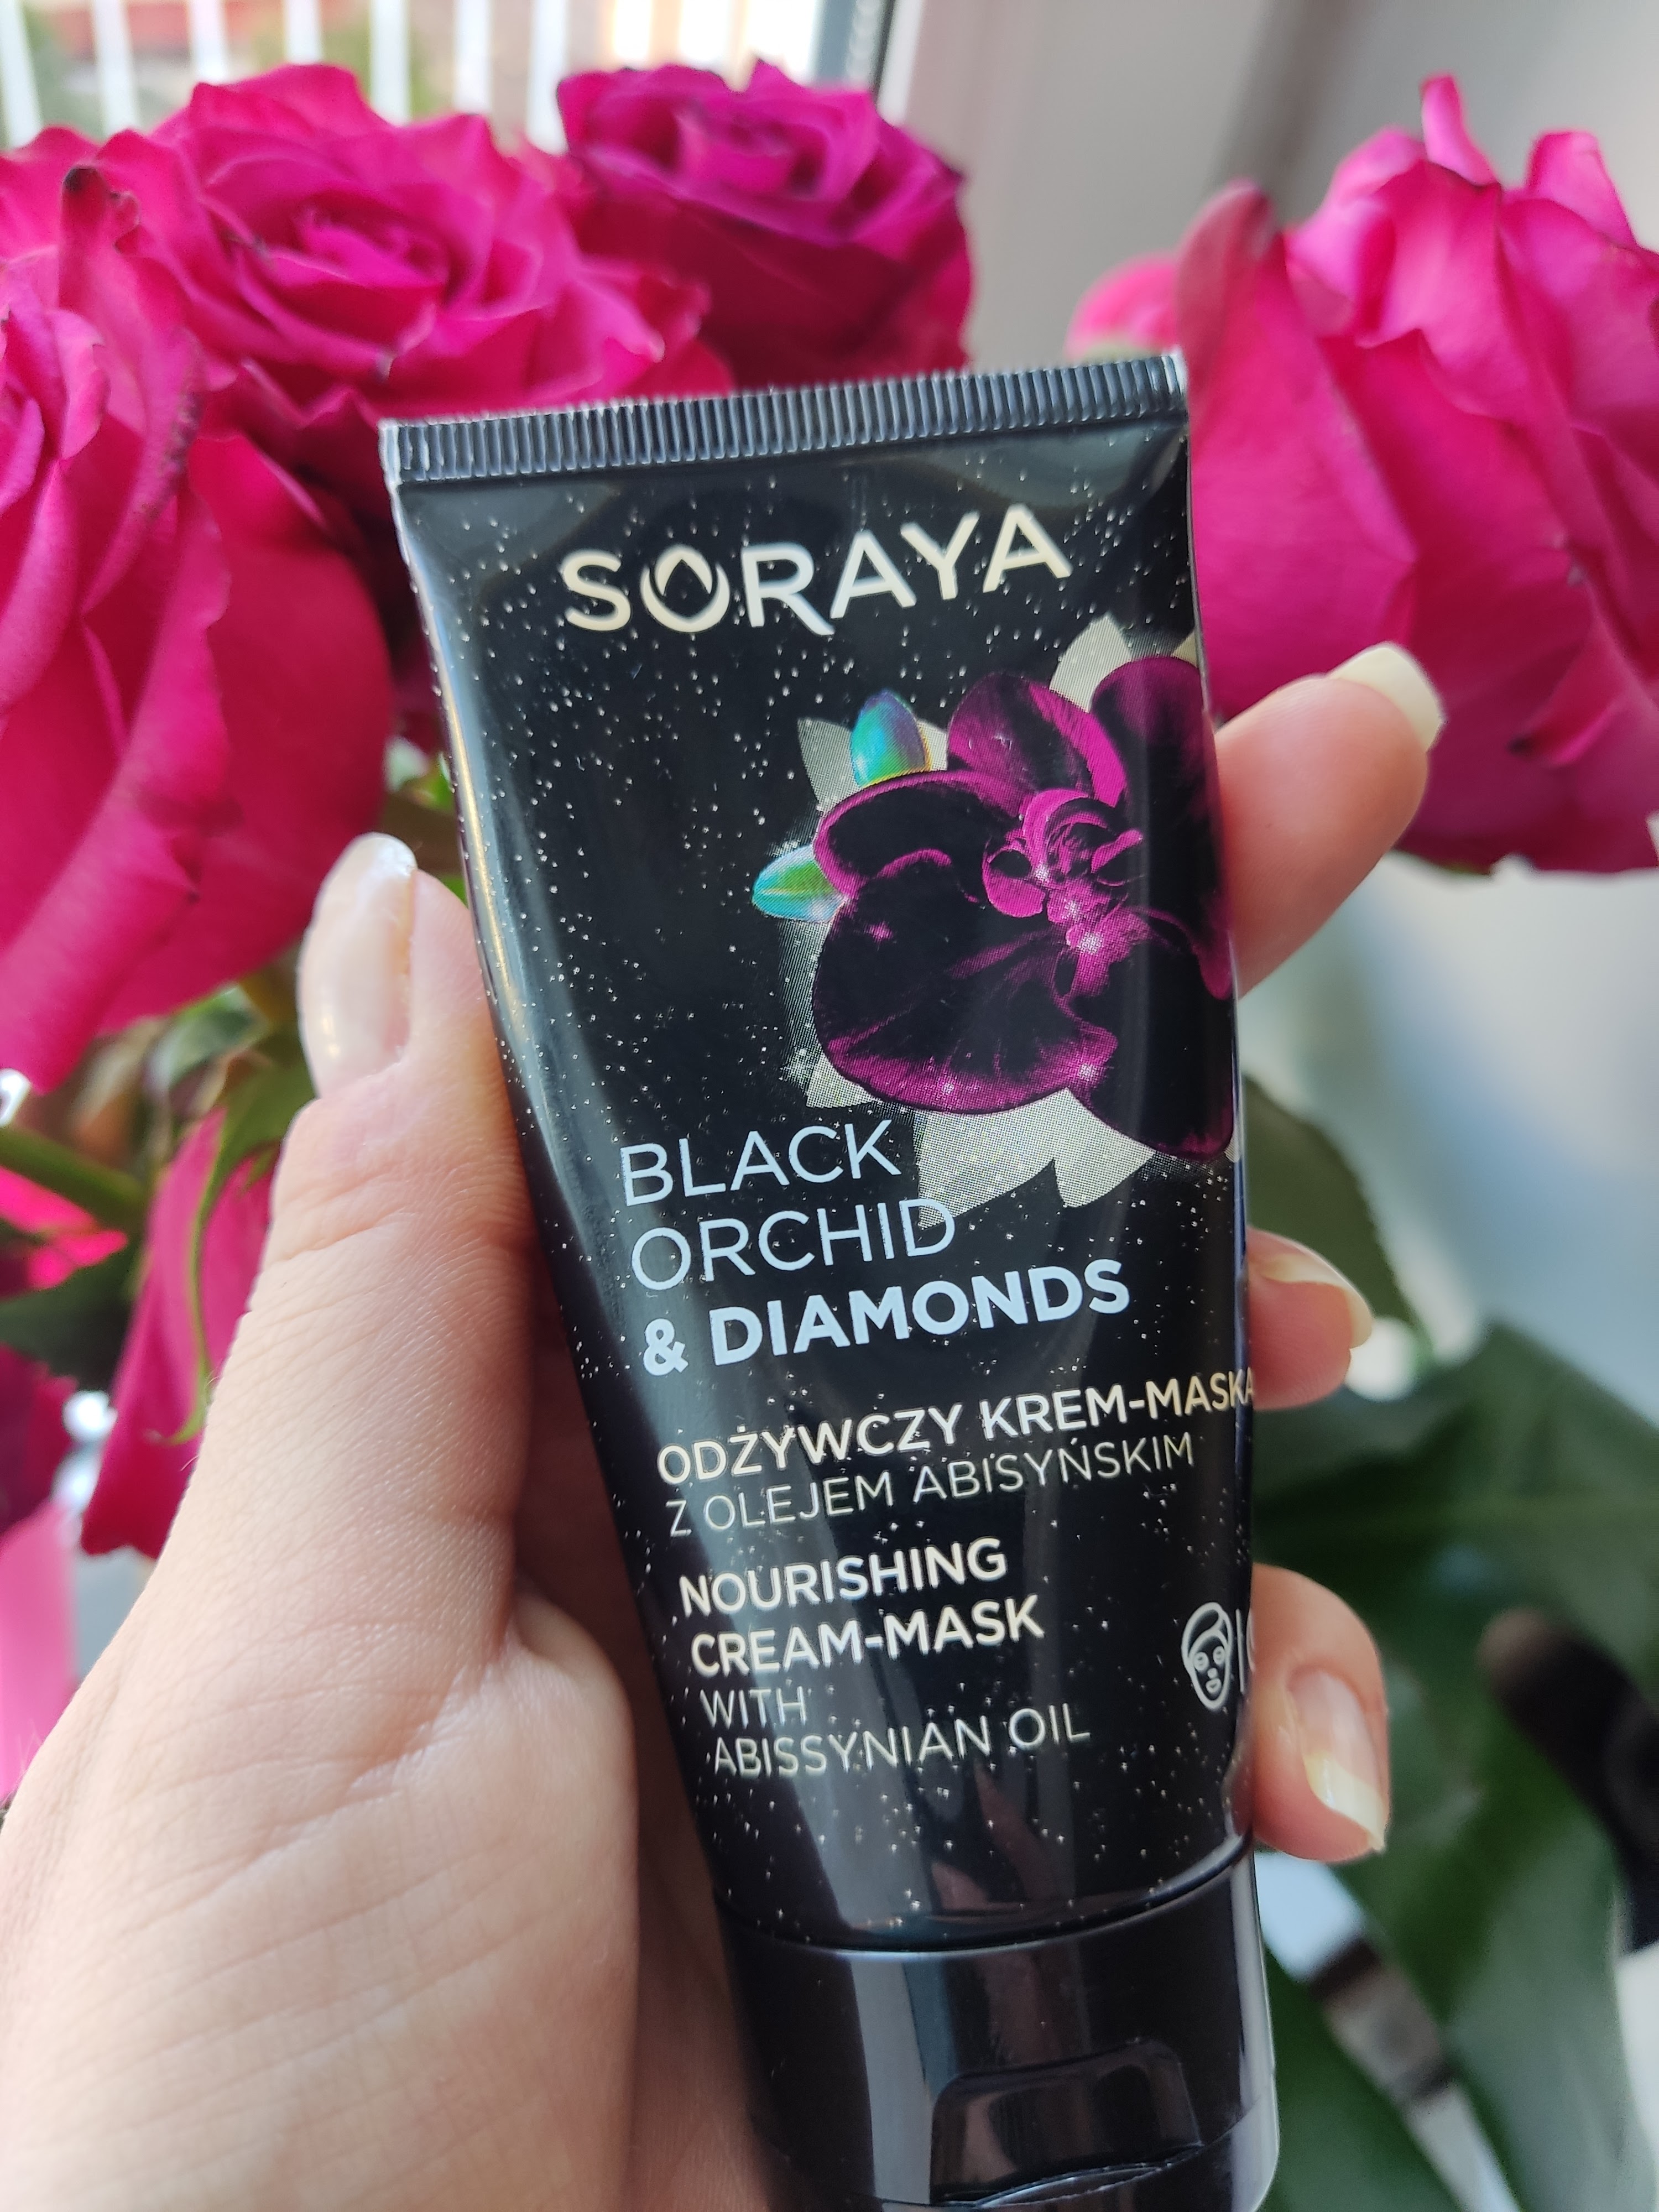 SORAYA
BLACK
ORCHID
& DIAMONDS
ODŻYWCZY KREM-MASKA
Z OLEJEM ABISYŃSKIM
NOURISHING
CREAM-MASK
WITH
ABISSYNIAN OIL